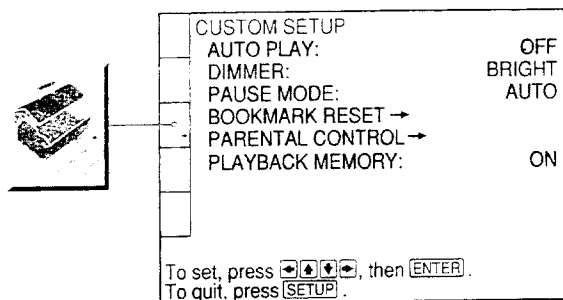 CUSTOM SETUP
AUTO PLAY: OFF
DIMMER: BRIGHT
PAUSE MODE: AUTO
BOOKMARK RESET →
PARENTAL CONTROL →
PLAYBACK MEMORY: ON
To set, press ←↑↓→, then ENTER.
To quit, press SETUP.